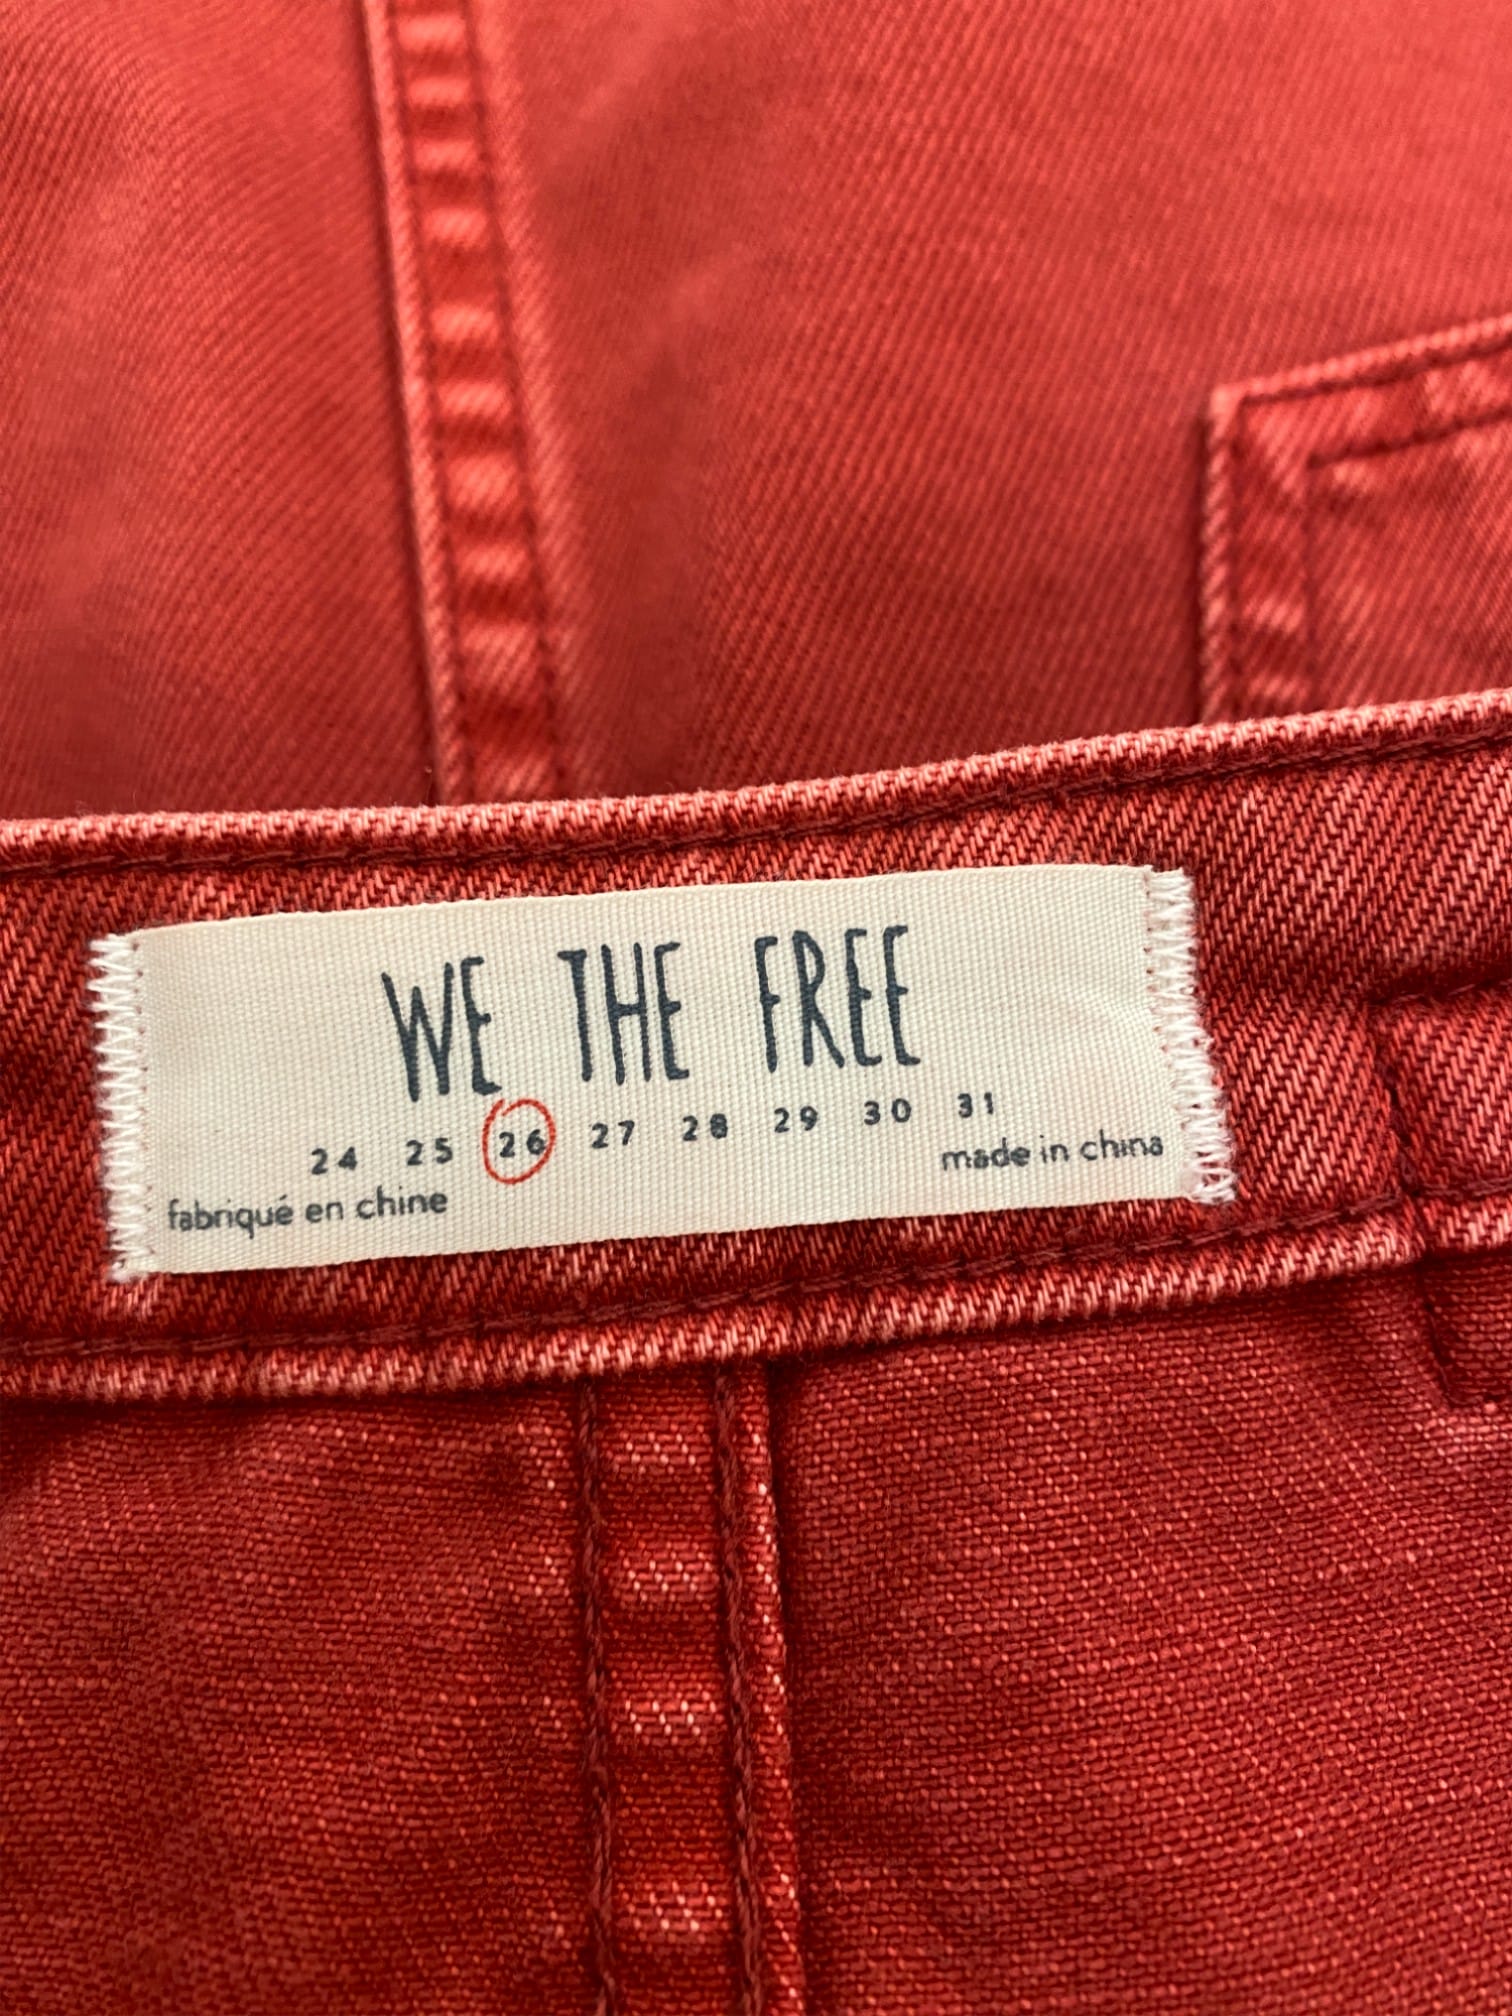 WE THE FREE
24 25 26 27 28 29 30 31
fabriqué en chine
made in china